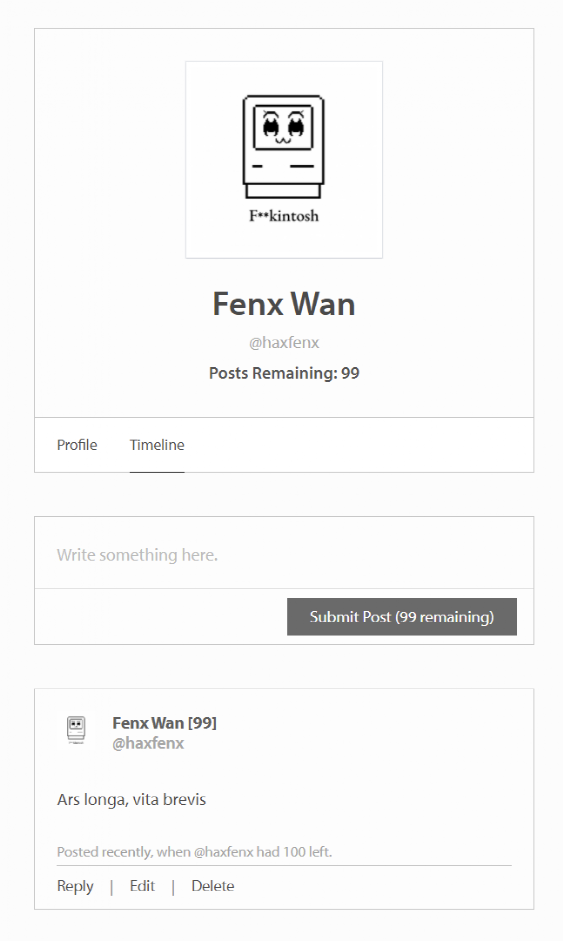 F**kintosh
Fenx Wan
@haxfenx
Posts Remaining: 99
Profile Timeline
Write something here.
Submit Post (99 remaining)
Fenx Wan [99]
@haxfenx
Ars longa, vita brevis
Posted recently, when @haxfenx had 100 left.
Reply | Edit | Delete